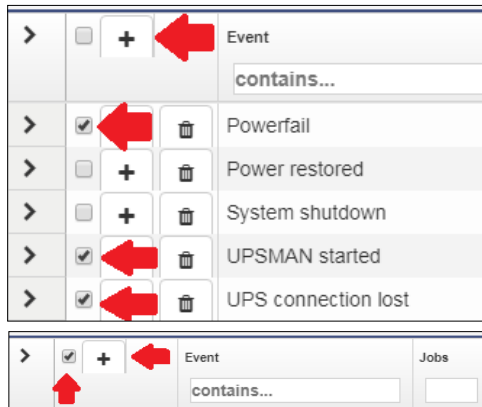 Event
contains...
Powerfail
Power restored
System shutdown
UPSMAN started
UPS connection lost
Event Jobs
contains...